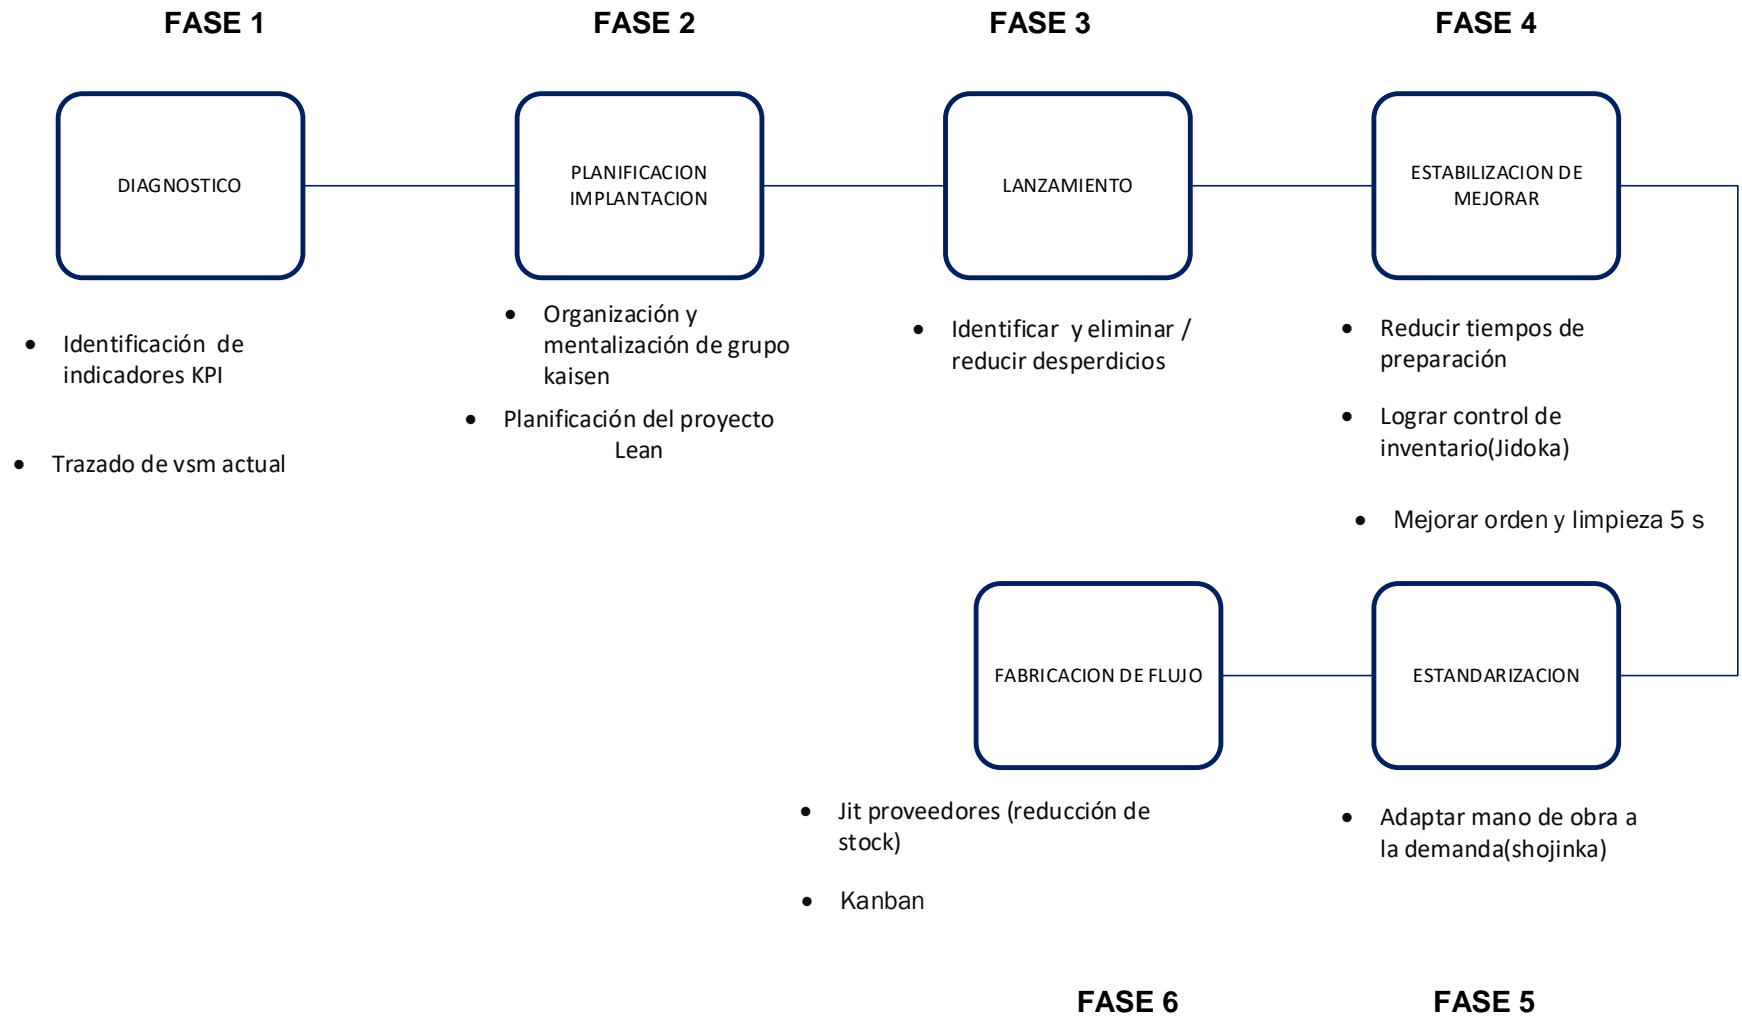 FASE 1
FASE 2
FASE 3
FASE 4
DIAGNOSTICO
PLANIFICACION
IMPLANTACION
LANZAMIENTO
ESTABILIZACION DE
MEJORAR
• Identificación de
indicadores KPI
• Trazado de vsm actual
• Organización y
mentalización de grupo
kaisen
• Planificación del proyecto
Lean
• Identificar y eliminar /
reducir desperdicios
• Reducir tiempos de
preparación
• Lograr control de
inventario(Jidoka)
• Mejorar orden y limpieza 5 s
FABRICACION DE FLUJO
ESTANDARIZACION
• Jit proveedores (reducción de
stock)
• Kanban
• Adaptar mano de obra a
la demanda(shojinka)
FASE 6
FASE 5